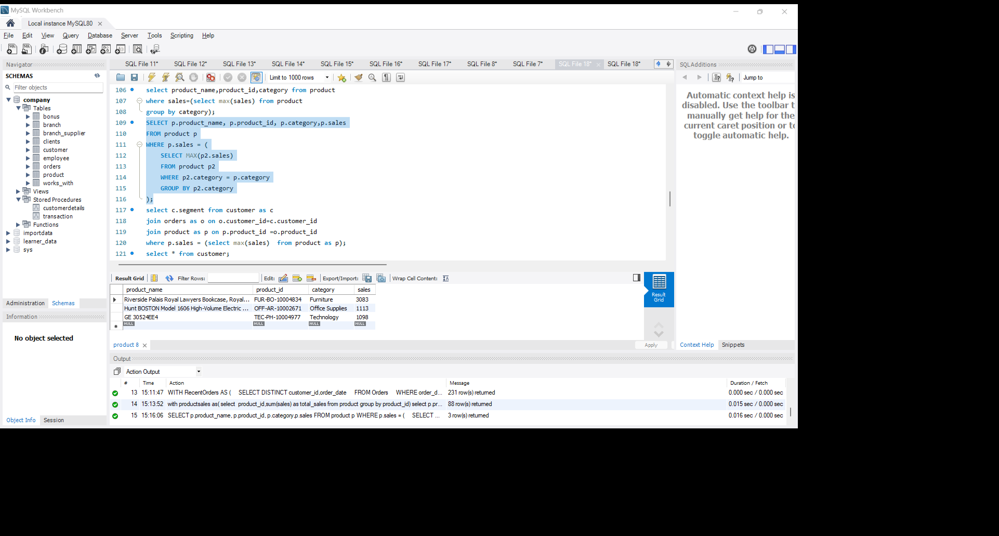 MySQL Workbench
Local instance MySQL80
File Edit View Query Database Server Tools Scripting Help
Navigator
SCHEMAS
Filter objects
company
Tables
bonus
branch
branch_supplier
clients
customer
employee
orders
product
works_with
Views
Stored Procedures
customerdetails
transaction
Functions
importdata
learner_data
sys
Administration Schemas
Information
No object selected
Object Info Session
SQL File 11* SQL File 12* SQL File 13* SQL File 14* SQL File 15* SQL File 16* SQL File 17* SQL File 8* SQL File 7* SQL File 18* SQL File 18*
Limit to 1000 rows
106 select product_name,product_id,category from product
107 where sales=(select max(sales) from product
108 group by category);
109 SELECT p.product_name, p.product_id, p.category,p.sales
110 FROM product p
111 WHERE p.sales = (
112 SELECT MAX(p2.sales)
113 FROM product p2
114 WHERE p2.category = p.category
115 GROUP BY p2.category
116 );
117 select c.segment from customer as c
118 join orders as o on o.customer_id=c.customer_id
119 join product as p on p.product_id =o.product_id
120 where p.sales = (select max(sales)  from product as p);
121 select * from customer;
Result Grid Filter Rows: Edit: Export/Import: Wrap Cell Content:
product_name product_id category sales
Riverside Palais Royal Lawyers Bookcase, Royal... FUR-BO-10004834 Furniture 3083
Hunt BOSTON Model 1606 High-Volume Electric ... OFF-AR-10002671 Office Supplies 1113
GE 30524EE4 TEC-PH-10004977 Technology 1098
NULL NULL NULL NULL
Result
Grid
product 8
Apply
Output
Action Output
# Time Action Message Duration / Fetch
13 15:11:47 WITH RecentOrders AS ( SELECT DISTINCT customer_id,order_date FROM Orders WHERE order_d... 231 row(s) returned 0.000 sec / 0.000 sec
14 15:13:52 with productsales as( select product_id,sum(sales) as total_sales from product group by product_id) select p.pr... 88 row(s) returned 0.015 sec / 0.000 sec
15 15:16:06 SELECT p.product_name, p.product_id, p.category,p.sales FROM product p WHERE p.sales = ( SELECT ... 3 row(s) returned 0.016 sec / 0.000 sec
SQLAdditions
Jump to
Automatic context help is
disabled. Use the toolbar t
manually get help for the
current caret position or to
toggle automatic help.
Context Help Snippets